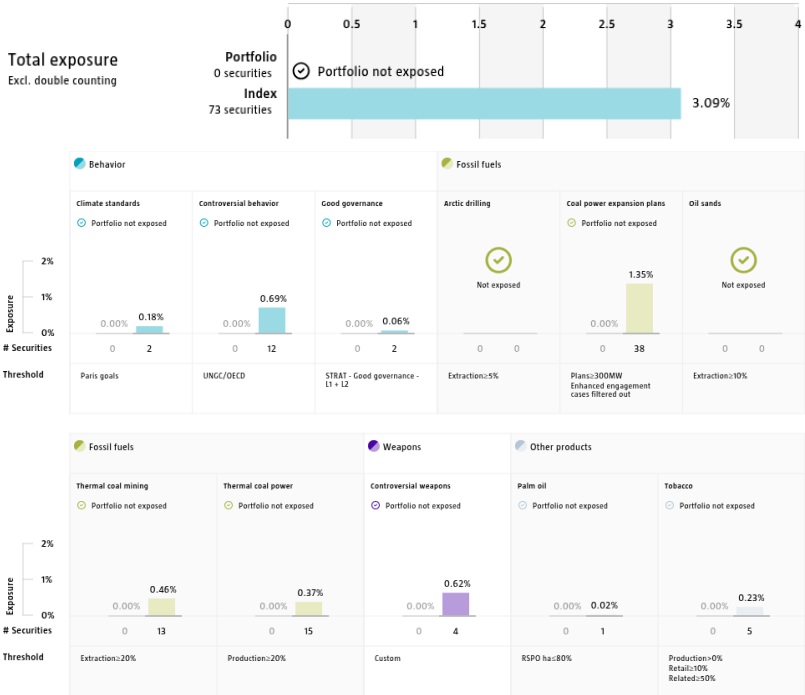 0 0.5 1 1.5 2 2.5 3 3.5 4
Total exposure
Excl. double counting
Portfolio
0 securities
Portfolio not exposed
Index
73 securities
3.09%
Behavior
Fossil fuels
Climate standards
Controversial behavior
Good governance
Arctic drilling
Coal power expansion plans
Oil sands
Portfolio not exposed
Portfolio not exposed
Portfolio not exposed
Portfolio not exposed
Not exposed
Not exposed
Exposure
2%
1%
0%
0.00% 0.18%
0.00% 0.69%
0.00% 0.06%
0.00% 1.35%
# Securities
0 2
0 12
0 2
0 0
0 38
0 0
Threshold
Paris goals
UNGC/OECD
STRAT - Good governance -
L1 + L2
Extraction≥5%
Plans≥300MW
Enhanced engagement
cases filtered out
Extraction≥10%
Fossil fuels
Weapons
Other products
Thermal coal mining
Thermal coal power
Controversial weapons
Palm oil
Tobacco
Portfolio not exposed
Portfolio not exposed
Portfolio not exposed
Portfolio not exposed
Portfolio not exposed
Exposure
2%
1%
0%
0.00% 0.46%
0.00% 0.37%
0.00% 0.62%
0.00% 0.02%
0.00% 0.23%
# Securities
0 13
0 15
0 4
0 1
0 5
Threshold
Extraction≥20%
Production≥20%
Custom
RSPO ha≤80%
Production>0%
Retail≥10%
Related≥50%